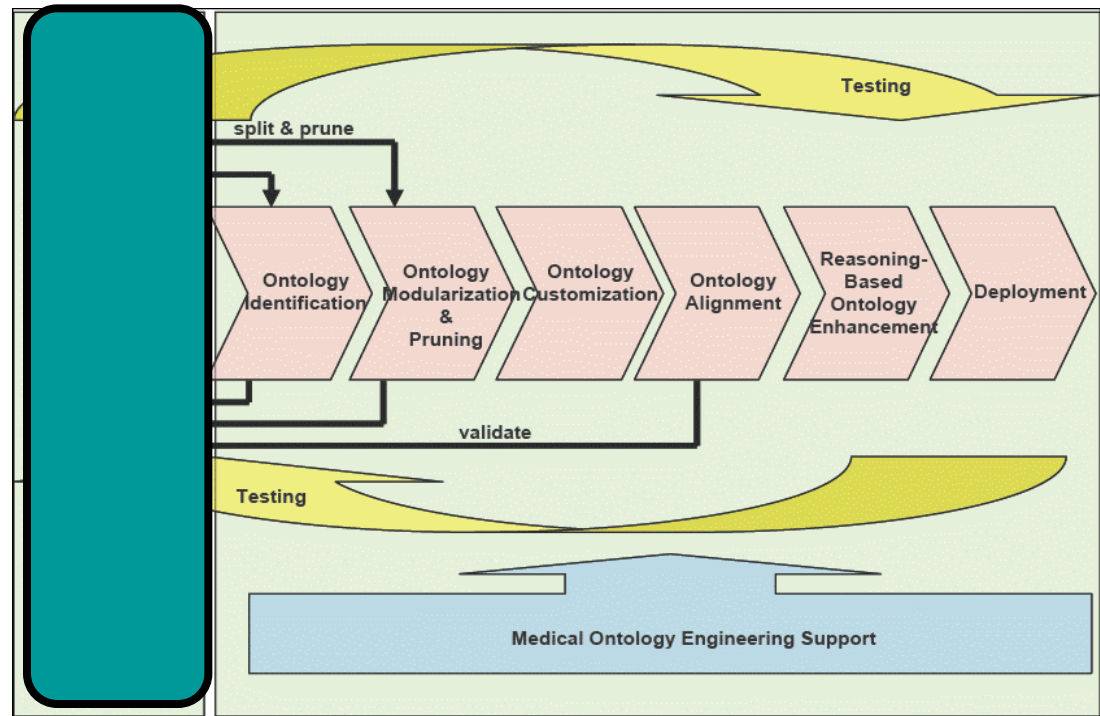 Testing
split & prune
Ontology
Identification
Ontology
Modularization
&
Pruning
Ontology
Customization
Ontology
Alignment
Reasoning-
Based
Ontology
Enhancement
Deployment
validate
Testing
Medical Ontology Engineering Support